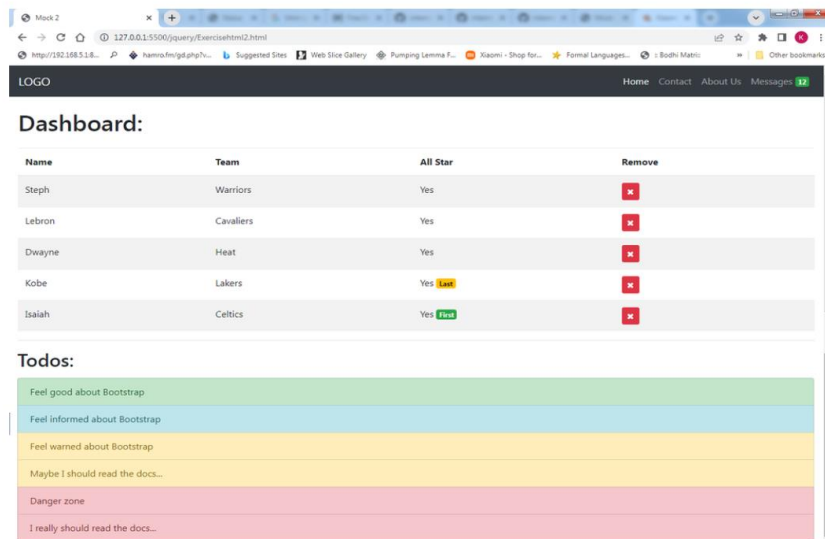 Mock 2
127.0.0.1:5500/jquery/Exercisehtml2.html
http://192.168.5.1:8... hamro.fm/gd.php?v... Suggested Sites Web Slice Gallery Pumping Lemma F... Xiaomi - Shop for... Formal Languages... : Bodhi Matric » Other bookmarks
LOGO Home Contact About Us Messages 12
Dashboard:
Name Team All Star Remove
Steph Warriors Yes
Lebron Cavaliers Yes
Dwayne Heat Yes
Kobe Lakers Yes Last
Isaiah Celtics Yes First
Todos:
Feel good about Bootstrap
Feel informed about Bootstrap
Feel warned about Bootstrap
Maybe I should read the docs...
Danger zone
I really should read the docs...